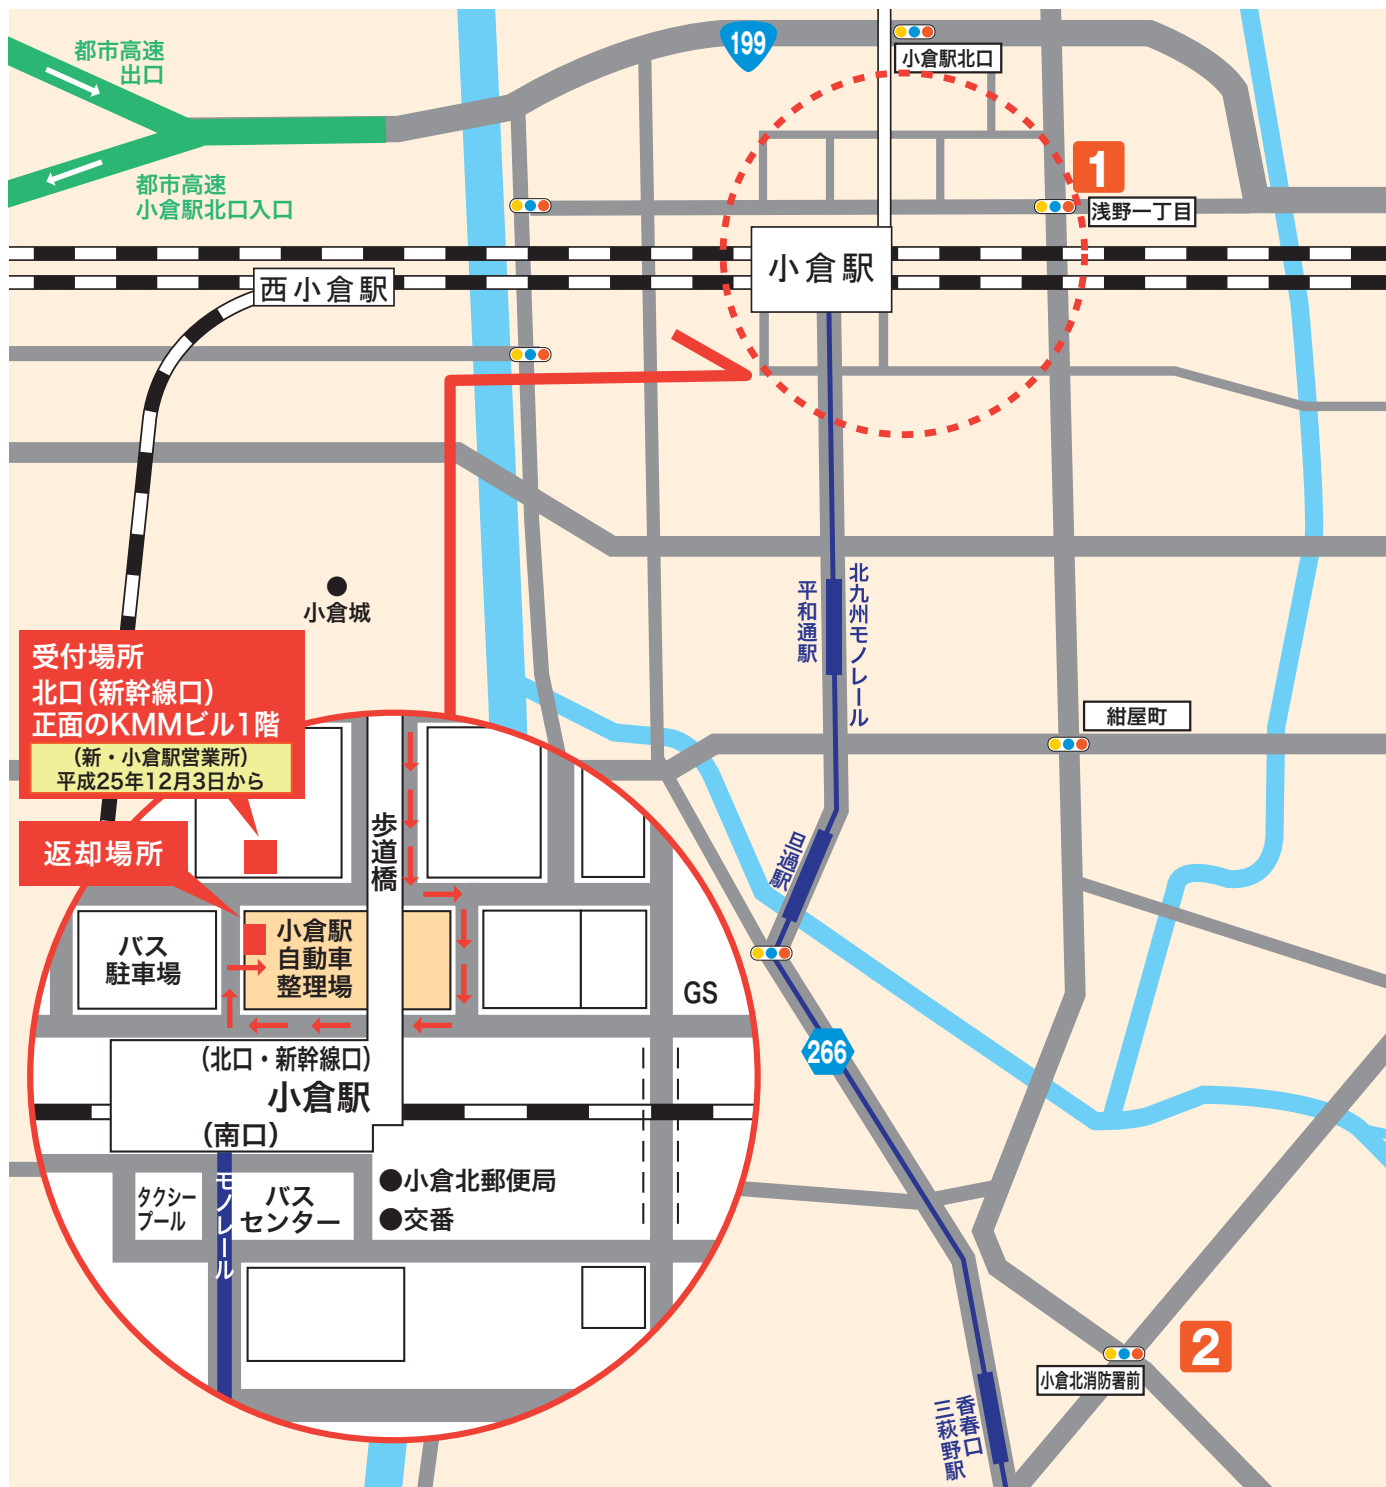 都市高速
出口
199
小倉駅北口
1
浅野一丁目
都市高速
小倉駅北口入口
小倉駅
西小倉駅
小倉城
北九州モノレール
平和通駅
受付場所
北口（新幹線口）
正面のKMMビル1階
（新・小倉駅営業所）
平成25年12月3日から
紺屋町
返却場所
歩道橋
旦過駅
バス
駐車場
小倉駅
自動車
整理場
GS
266
（北口・新幹線口）
小倉駅
（南口）
モノレール
タクシー
プール
バス
センター
●小倉北郵便局
●交番
2
小倉北消防署前
香春口
三萩野駅